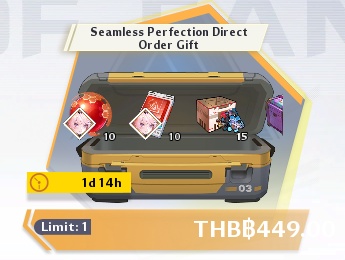 Seamless Perfection Direct
Order Gift
10
10
15
1d 14h
03
Limit: 1
THB฿449.00